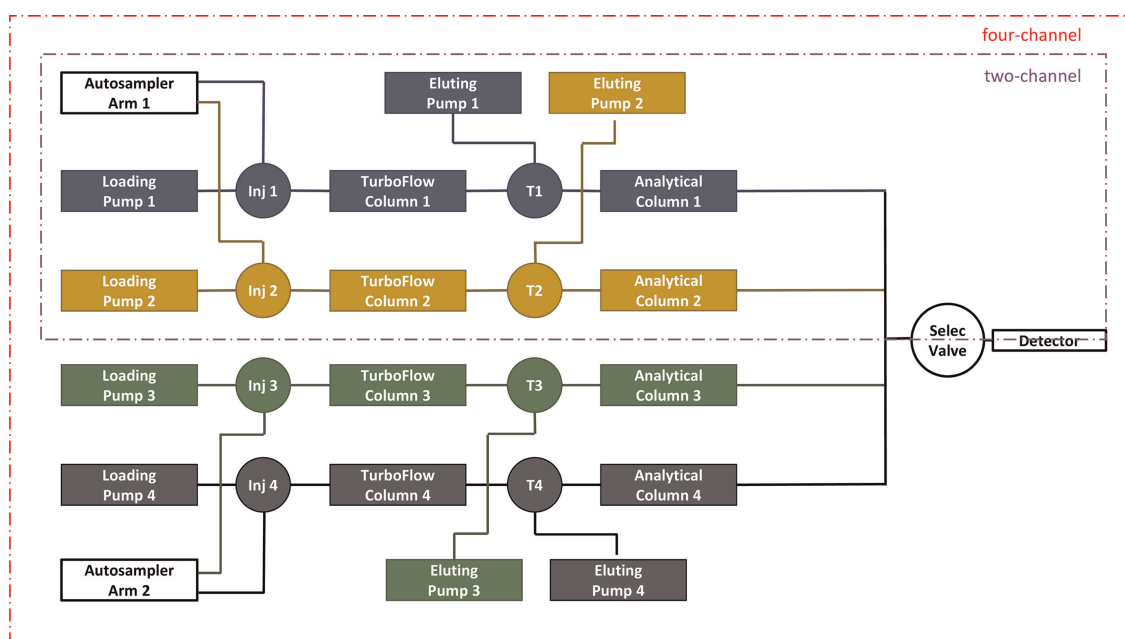 four-channel
two-channel
Autosampler
Arm 1
Eluting
Pump 1
Eluting
Pump 2
Loading
Pump 1
Inj 1
TurboFlow
Column 1
T1
Analytical
Column 1
Loading
Pump 2
Inj 2
TurboFlow
Column 2
T2
Analytical
Column 2
Selec
Valve
Detector
Loading
Pump 3
Inj 3
TurboFlow
Column 3
T3
Analytical
Column 3
Loading
Pump 4
Inj 4
TurboFlow
Column 4
T4
Analytical
Column 4
Autosampler
Arm 2
Eluting
Pump 3
Eluting
Pump 4